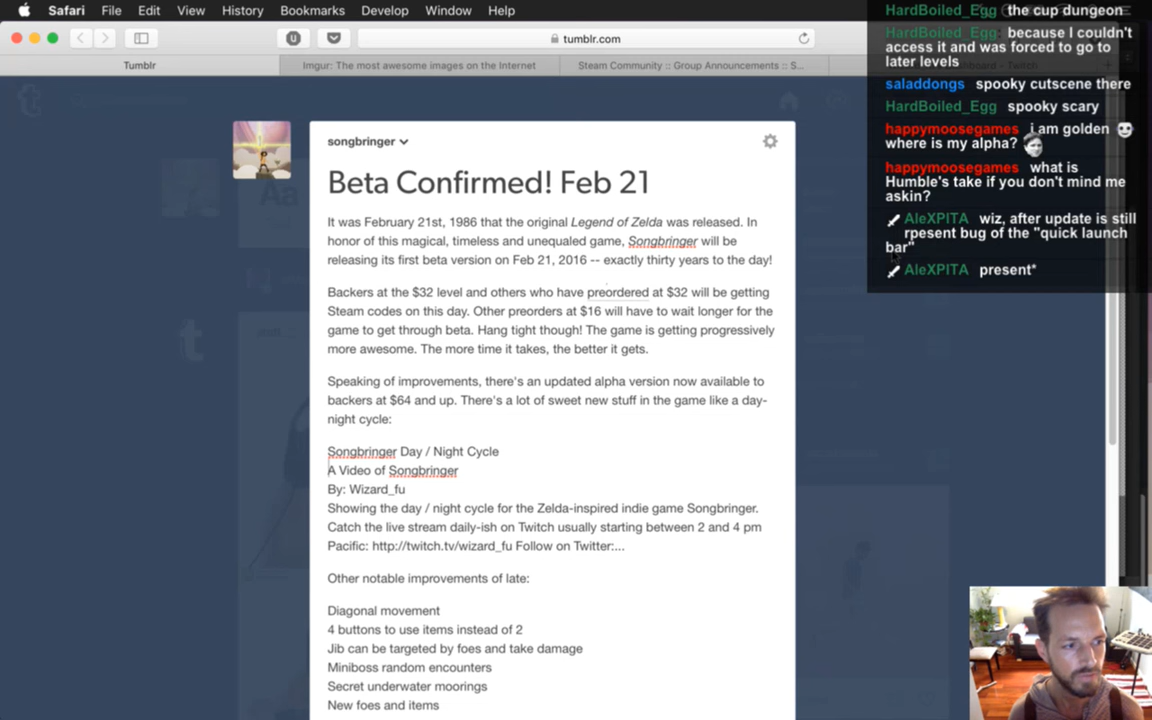 Safari File Edit View History Bookmarks Develop Window Help
tumblr.com
Tumblr Imgur: The most awesome images on the Internet Steam Community :: Group Announcements :: S...
HardBoiled_Egg the cup dungeon
HardBoiled_Egg because I couldn't
access it and was forced to go to
later levels
saladdongs spooky cutscene there
HardBoiled_Egg spooky scary
happymoosegames i am golden
where is my alpha?
happymoosegames what is
Humble's take if you don't mind me
askin?
AleXPITA wiz, after update is still
rpesent bug of the "quick launch
bar"
AleXPITA present*
songbringer
Beta Confirmed! Feb 21
It was February 21st, 1986 that the original Legend of Zelda was released. In
honor of this magical, timeless and unequaled game, Songbringer will be
releasing its first beta version on Feb 21, 2016 -- exactly thirty years to the day!
Backers at the $32 level and others who have preordered at $32 will be getting
Steam codes on this day. Other preorders at $16 will have to wait longer for the
game to get through beta. Hang tight though! The game is getting progressively
more awesome. The more time it takes, the better it gets.
Speaking of improvements, there's an updated alpha version now available to
backers at $64 and up. There's a lot of sweet new stuff in the game like a day-
night cycle:
Songbringer Day / Night Cycle
A Video of Songbringer
By: Wizard_fu
Showing the day / night cycle for the Zelda-inspired indie game Songbringer.
Catch the live stream daily-ish on Twitch usually starting between 2 and 4 pm
Pacific: http://twitch.tv/wizard_fu Follow on Twitter:...
Other notable improvements of late:
Diagonal movement
4 buttons to use items instead of 2
Jib can be targeted by foes and take damage
Miniboss random encounters
Secret underwater moorings
New foes and items